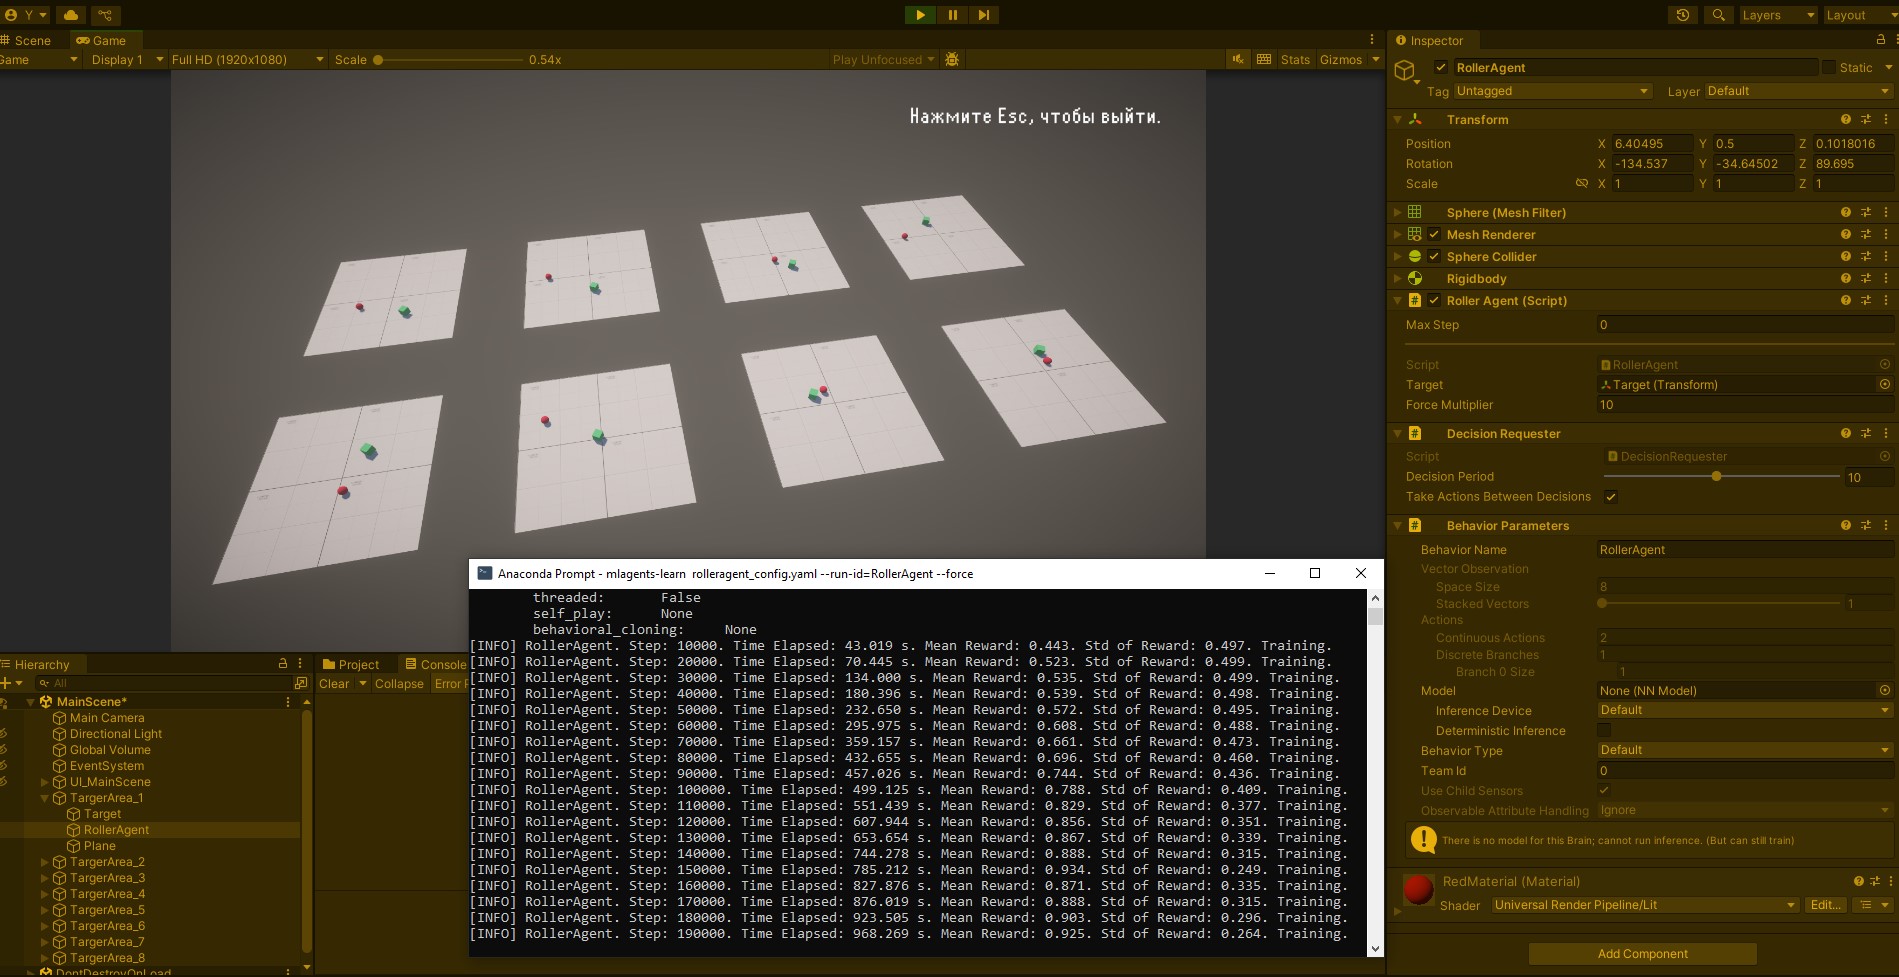 Y
Layers
Layout
Scene
Game
Game
Display 1
Full HD (1920x1080)
Scale
0.54x
Play Unfocused
Stats
Gizmos
Нажмите Esc, чтобы выйти.
Anaconda Prompt - mlagents-learn rolleragent_config.yaml --run-id=RollerAgent --force
threaded: False
self_play: None
behavioral_cloning: None
[INFO] RollerAgent. Step: 10000. Time Elapsed: 43.019 s. Mean Reward: 0.443. Std of Reward: 0.497. Training.
[INFO] RollerAgent. Step: 20000. Time Elapsed: 70.445 s. Mean Reward: 0.523. Std of Reward: 0.499. Training.
[INFO] RollerAgent. Step: 30000. Time Elapsed: 134.000 s. Mean Reward: 0.535. Std of Reward: 0.499. Training.
[INFO] RollerAgent. Step: 40000. Time Elapsed: 180.396 s. Mean Reward: 0.539. Std of Reward: 0.498. Training.
[INFO] RollerAgent. Step: 50000. Time Elapsed: 232.650 s. Mean Reward: 0.572. Std of Reward: 0.495. Training.
[INFO] RollerAgent. Step: 60000. Time Elapsed: 295.975 s. Mean Reward: 0.608. Std of Reward: 0.488. Training.
[INFO] RollerAgent. Step: 70000. Time Elapsed: 359.157 s. Mean Reward: 0.661. Std of Reward: 0.473. Training.
[INFO] RollerAgent. Step: 80000. Time Elapsed: 432.655 s. Mean Reward: 0.696. Std of Reward: 0.460. Training.
[INFO] RollerAgent. Step: 90000. Time Elapsed: 457.026 s. Mean Reward: 0.744. Std of Reward: 0.436. Training.
[INFO] RollerAgent. Step: 100000. Time Elapsed: 499.125 s. Mean Reward: 0.788. Std of Reward: 0.409. Training.
[INFO] RollerAgent. Step: 110000. Time Elapsed: 551.439 s. Mean Reward: 0.829. Std of Reward: 0.377. Training.
[INFO] RollerAgent. Step: 120000. Time Elapsed: 607.944 s. Mean Reward: 0.856. Std of Reward: 0.351. Training.
[INFO] RollerAgent. Step: 130000. Time Elapsed: 653.654 s. Mean Reward: 0.867. Std of Reward: 0.339. Training.
[INFO] RollerAgent. Step: 140000. Time Elapsed: 744.278 s. Mean Reward: 0.888. Std of Reward: 0.315. Training.
[INFO] RollerAgent. Step: 150000. Time Elapsed: 785.212 s. Mean Reward: 0.934. Std of Reward: 0.249. Training.
[INFO] RollerAgent. Step: 160000. Time Elapsed: 827.876 s. Mean Reward: 0.871. Std of Reward: 0.335. Training.
[INFO] RollerAgent. Step: 170000. Time Elapsed: 876.019 s. Mean Reward: 0.888. Std of Reward: 0.315. Training.
[INFO] RollerAgent. Step: 180000. Time Elapsed: 923.505 s. Mean Reward: 0.903. Std of Reward: 0.296. Training.
[INFO] RollerAgent. Step: 190000. Time Elapsed: 968.269 s. Mean Reward: 0.925. Std of Reward: 0.264. Training.
Hierarchy
All
MainScene*
Main Camera
Directional Light
Global Volume
EventSystem
UI_MainScene
TargerArea_1
Target
RollerAgent
Plane
TargerArea_2
TargerArea_3
TargerArea_4
TargerArea_5
TargerArea_6
TargerArea_7
TargerArea_8
DontDestroyOnLoad
Project
Console
Clear
Collapse
Error P
Inspector
RollerAgent
Static
Tag Untagged
Layer Default
Transform
Position X 6.40495 Y 0.5 Z 0.1018016
Rotation X -134.537 Y -34.64502 Z 89.695
Scale X 1 Y 1 Z 1
Sphere (Mesh Filter)
Mesh Renderer
Sphere Collider
Rigidbody
Roller Agent (Script)
Max Step 0
Script RollerAgent
Target Target (Transform)
Force Multiplier 10
Decision Requester
Script DecisionRequester
Decision Period 10
Take Actions Between Decisions
Behavior Parameters
Behavior Name RollerAgent
Vector Observation
Space Size 8
Stacked Vectors 1
Actions
Continuous Actions 2
Discrete Branches 1
Branch 0 Size 1
Model None (NN Model)
Inference Device Default
Deterministic Inference
Behavior Type Default
Team Id 0
Use Child Sensors
Observable Attribute Handling Ignore
There is no model for this Brain; cannot run inference. (But can still train)
RedMaterial (Material)
Shader Universal Render Pipeline/Lit Edit...
Add Component